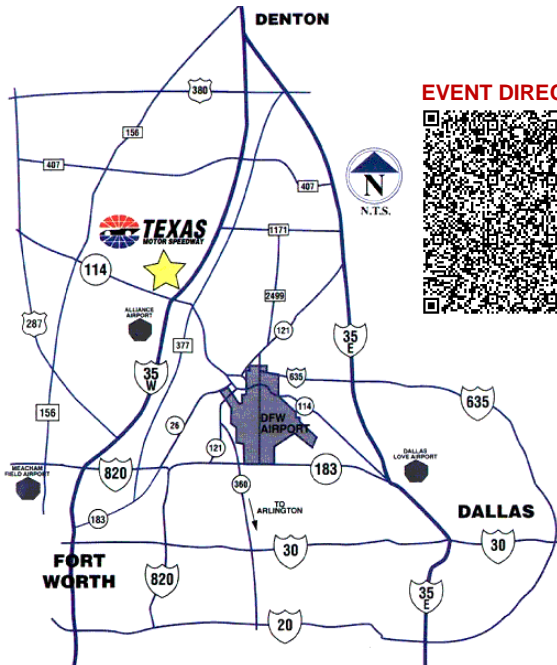 DENTON
380
EVENT DIREC
156
407
407
N
N.T.S.
TEXAS
MOTOR SPEEDWAY
1171
114
2499
ALLIANCE
AIRPORT
287
121
377
35
E
35
W
635
635
156
26
114
DFW
AIRPORT
121
MEACHAM
FIELD AIRPORT
820
183
DALLAS
LOVE AIRPORT
360
183
TO
ARLINGTON
DALLAS
30
30
FORT
WORTH
820
35
E
20